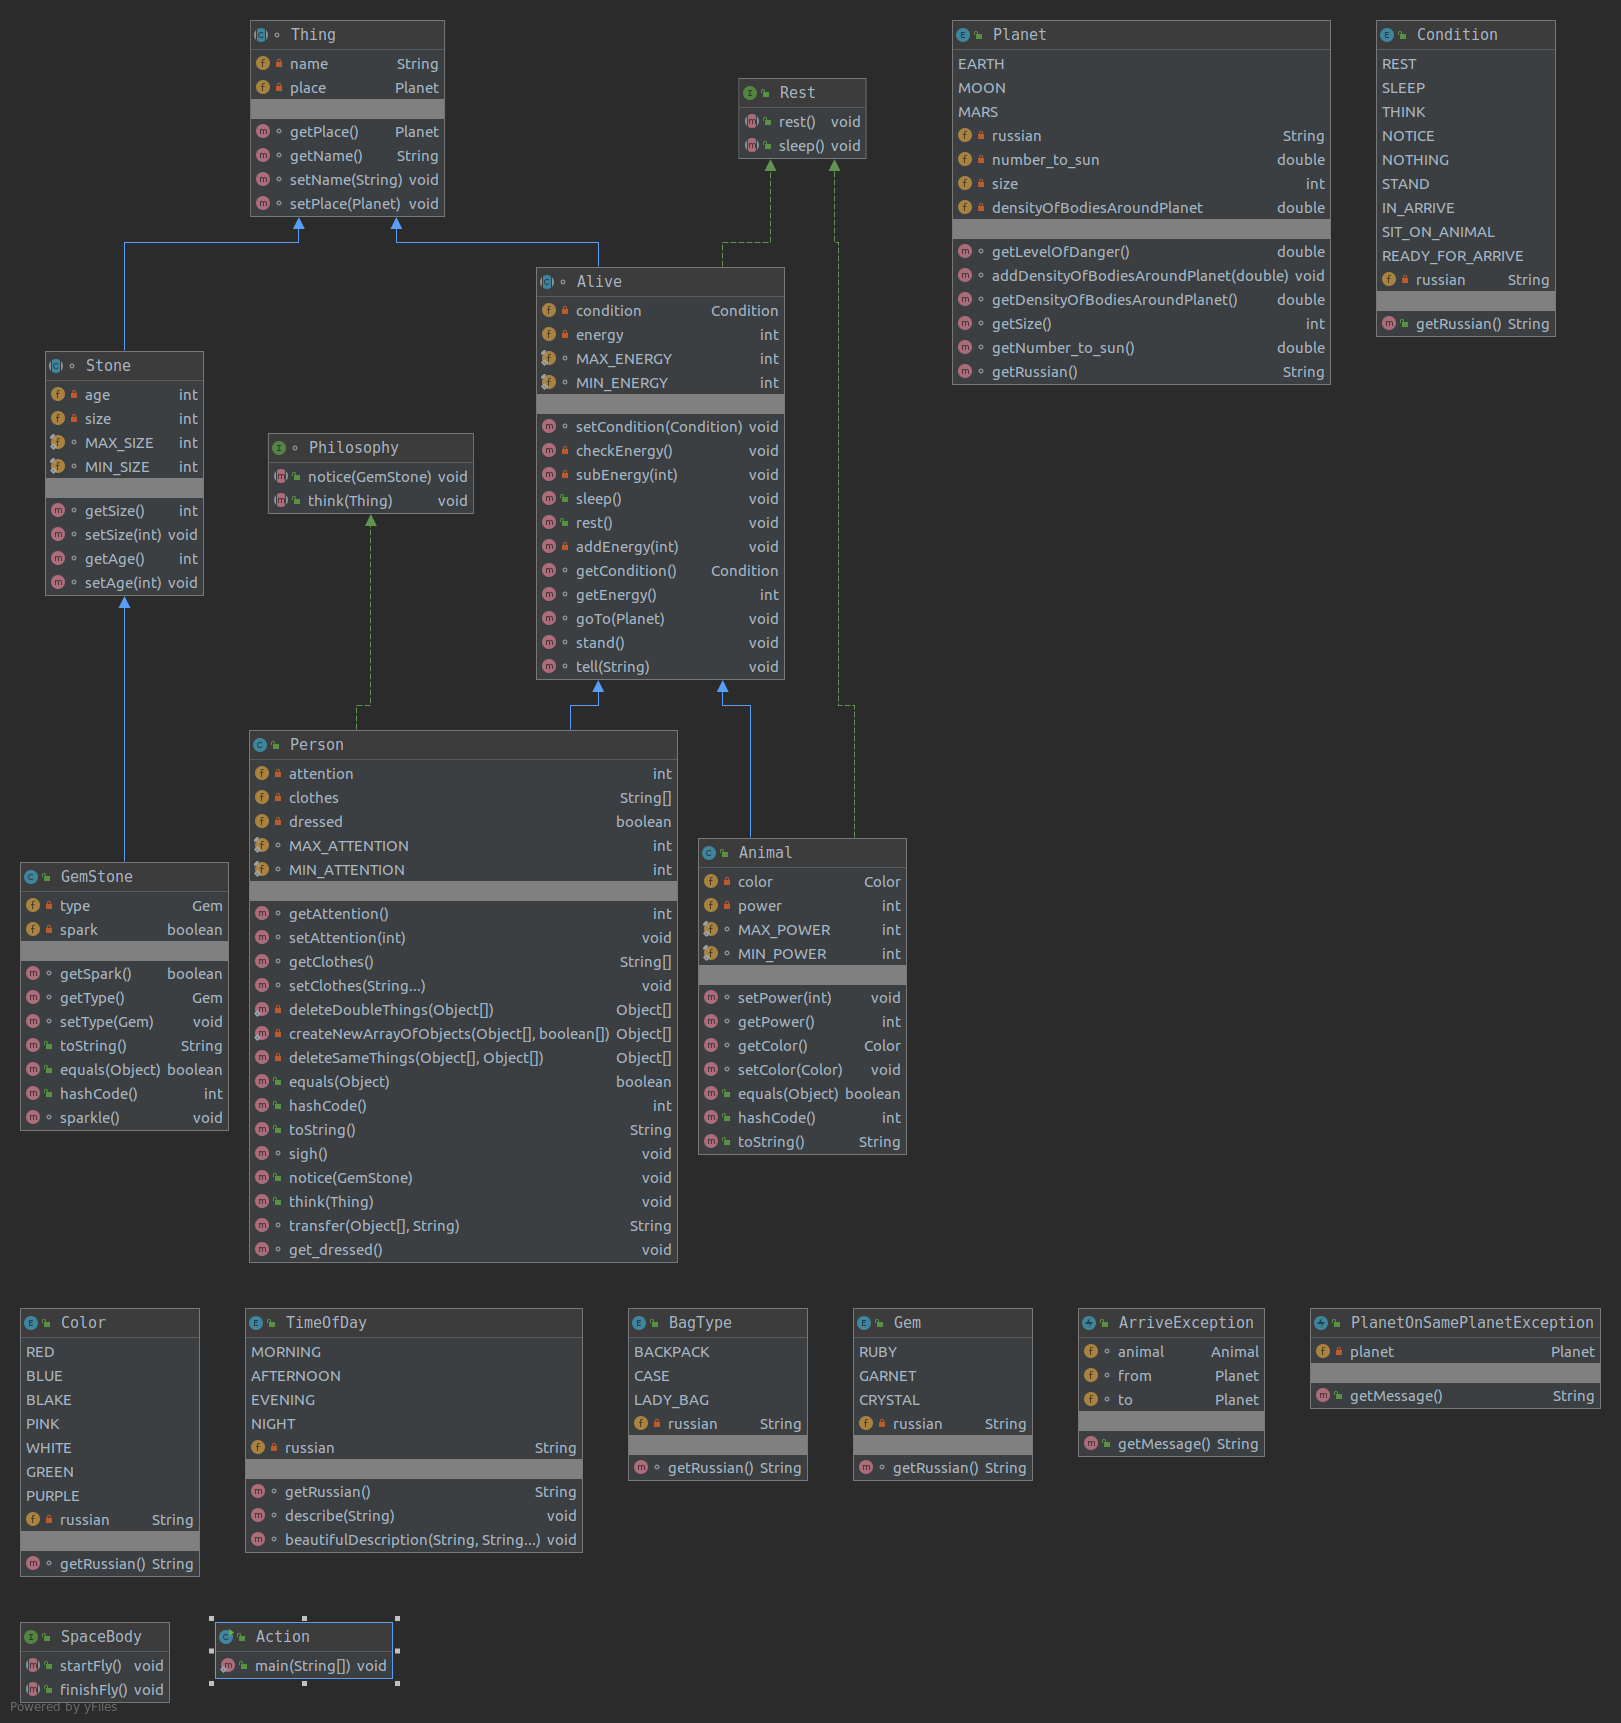 Thing
name String
place Planet
getPlace() Planet
getName() String
setName(String) void
setPlace(Planet) void
Rest
rest() void
sleep() void
Planet
EARTH
MOON
MARS
russian String
number_to_sun double
size int
densityOfBodiesAroundPlanet double
getLevelOfDanger() double
addDensityOfBodiesAroundPlanet(double) void
getDensityOfBodiesAroundPlanet() double
getSize() int
getNumber_to_sun() double
getRussian() String
Condition
REST
SLEEP
THINK
NOTICE
NOTHING
STAND
IN_ARRIVE
SIT_ON_ANIMAL
READY_FOR_ARRIVE
russian String
getRussian() String
Alive
condition Condition
energy int
MAX_ENERGY int
MIN_ENERGY int
setCondition(Condition) void
checkEnergy() void
subEnergy(int) void
sleep() void
rest() void
addEnergy(int) void
getCondition() Condition
getEnergy() int
goTo(Planet) void
stand() void
tell(String) void
Stone
age int
size int
MAX_SIZE int
MIN_SIZE int
getSize() int
setSize(int) void
getAge() int
setAge(int) void
Philosophy
notice(GemStone) void
think(Thing) void
Person
attention int
clothes String[]
dressed boolean
MAX_ATTENTION int
MIN_ATTENTION int
getAttention() int
setAttention(int) void
getClothes() String[]
setClothes(String...) void
deleteDoubleThings(Object[]) Object[]
createNewArrayOfObjects(Object[], boolean[]) Object[]
deleteSameThings(Object[], Object[]) Object[]
equals(Object) boolean
hashCode() int
toString() String
sigh() void
notice(GemStone) void
think(Thing) void
transfer(Object[], String) String
get_dressed() void
Animal
color Color
power int
MAX_POWER int
MIN_POWER int
setPower(int) void
getPower() int
getColor() Color
setColor(Color) void
equals(Object) boolean
hashCode() int
toString() String
GemStone
type Gem
spark boolean
getSpark() boolean
getType() Gem
setType(Gem) void
toString() String
equals(Object) boolean
hashCode() int
sparkle() void
Color
RED
BLUE
BLAKE
PINK
WHITE
GREEN
PURPLE
russian String
getRussian() String
TimeOfDay
MORNING
AFTERNOON
EVENING
NIGHT
russian String
getRussian() String
describe(String) void
beautifulDescription(String, String...) void
BagType
BACKPACK
CASE
LADY_BAG
russian String
getRussian() String
Gem
RUBY
GARNET
CRYSTAL
russian String
getRussian() String
ArriveException
animal Animal
from Planet
to Planet
getMessage() String
PlanetOnSamePlanetException
planet Planet
getMessage() String
SpaceBody
startFly() void
finishFly() void
Action
main(String[]) void
Powered by yFiles